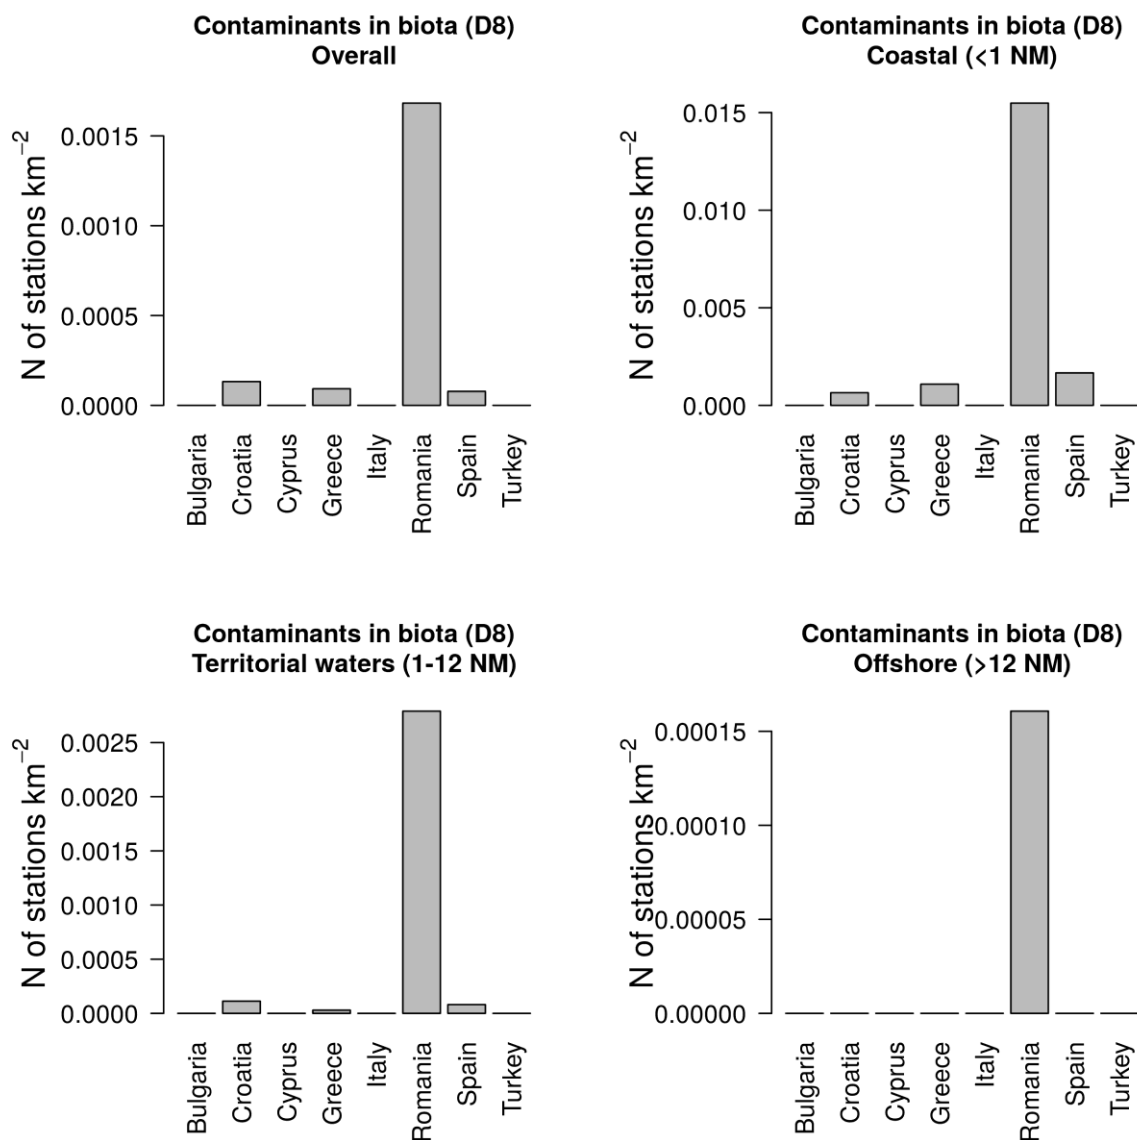 Contaminants in biota (D8)
Overall
N of stations km⁻²
0.0015
0.0010
0.0005
0.0000
Bulgaria
Croatia
Cyprus
Greece
Italy
Romania
Spain
Turkey
Contaminants in biota (D8)
Coastal (<1 NM)
N of stations km⁻²
0.015
0.010
0.005
0.000
Bulgaria
Croatia
Cyprus
Greece
Italy
Romania
Spain
Turkey
Contaminants in biota (D8)
Territorial waters (1-12 NM)
N of stations km⁻²
0.0025
0.0020
0.0015
0.0010
0.0005
0.0000
Bulgaria
Croatia
Cyprus
Greece
Italy
Romania
Spain
Turkey
Contaminants in biota (D8)
Offshore (>12 NM)
N of stations km⁻²
0.00015
0.00010
0.00005
0.00000
Bulgaria
Croatia
Cyprus
Greece
Italy
Romania
Spain
Turkey